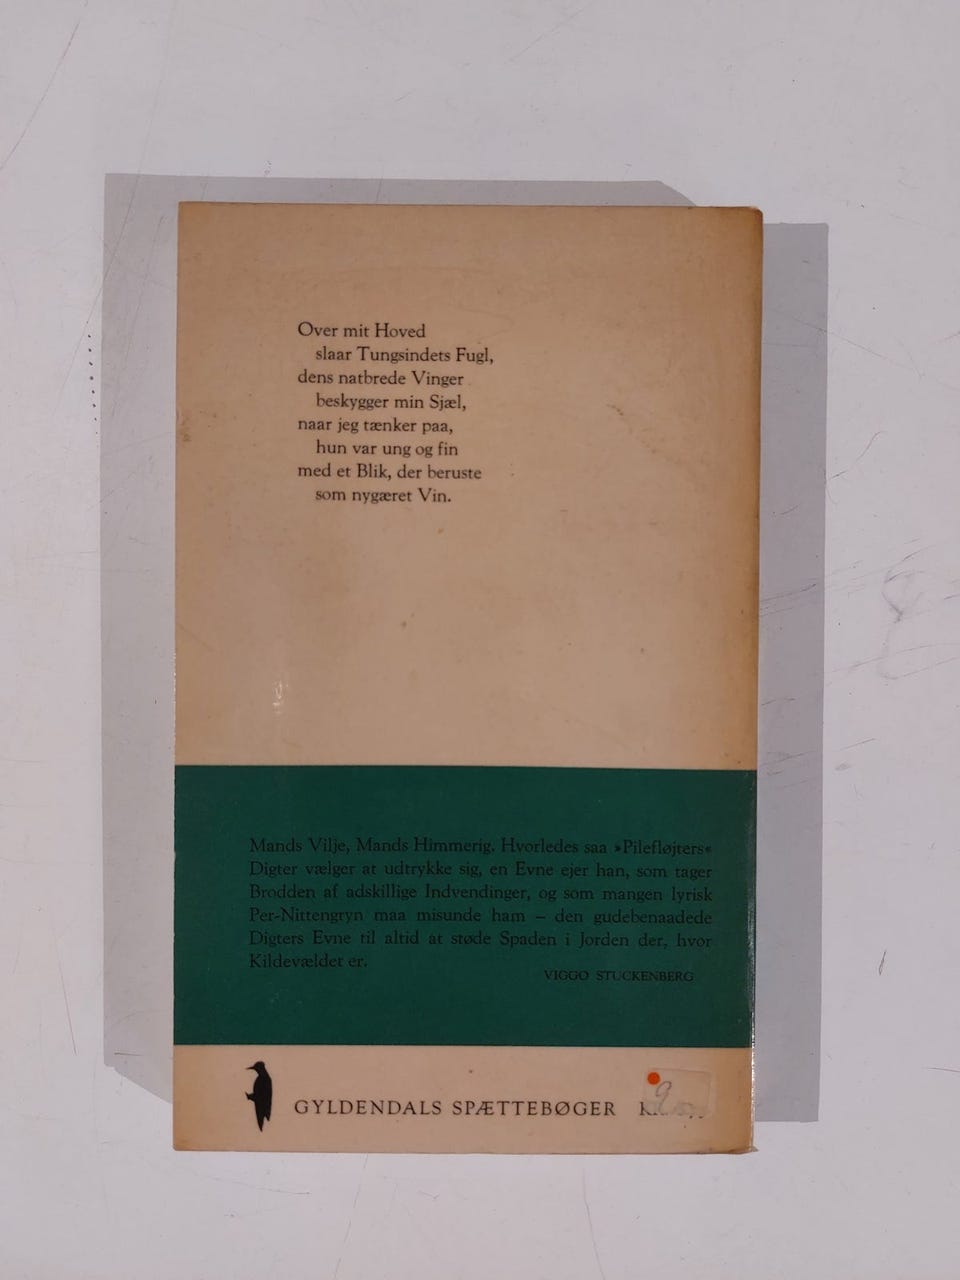 Over mit Hoved
slaar Tungsindets Fugl,
dens natbrede Vinger
beskygger min Sjæl,
naar jeg tænker paa,
hun var ung og fin
med et Blik, der beruste
som nygæret Vin.
Mands Vilje, Mands Himmerig. Hvorledes saa »Pilefløjters«
Digter vælger at udtrykke sig, en Evne ejer han, som tager
Brodden af adskillige Indvendinger, og som mangen lyrisk
Per-Nittengryn maa misunde ham – den gudebenaadede
Digters Evne til altid at støde Spaden i Jorden der, hvor
Kildevældet er.
VIGGO STUCKENBERG
GYLDENDALS SPÆTTEBØGER
9